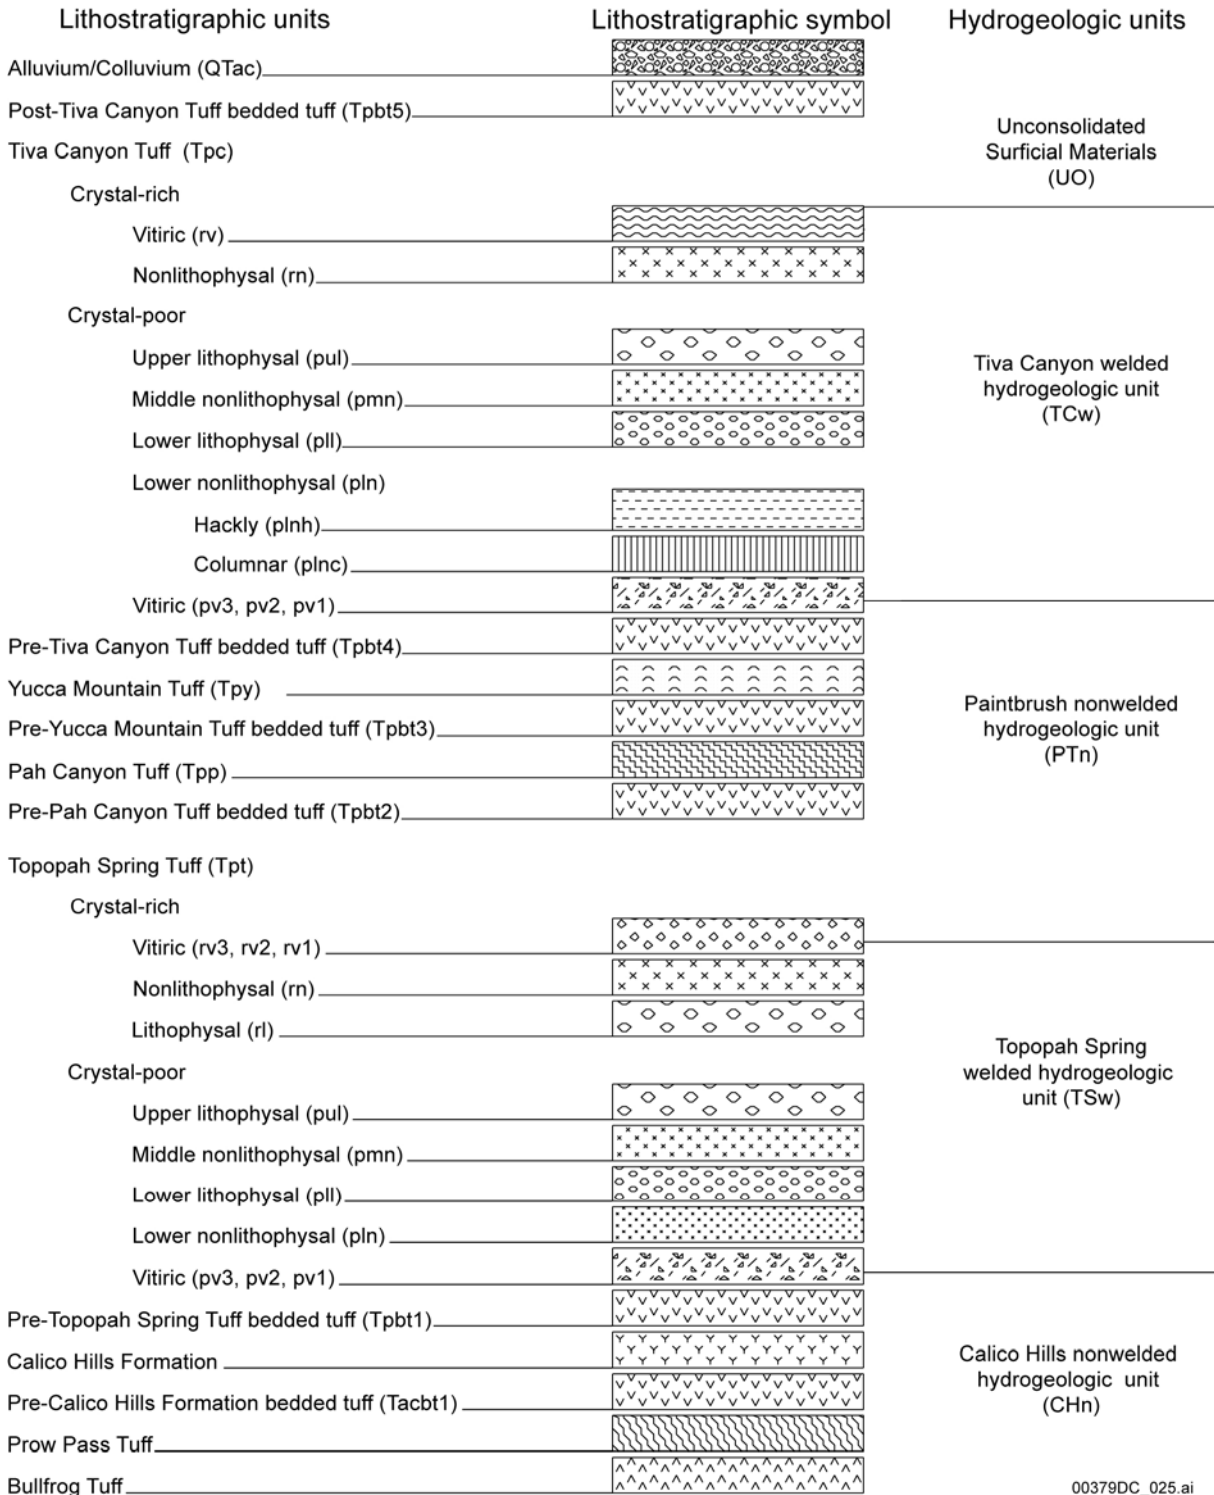 Lithostratigraphic units
Lithostratigraphic symbol
Hydrogeologic units
Alluvium/Colluvium (QTac)
Post-Tiva Canyon Tuff bedded tuff (Tpbt5)
Unconsolidated
Surficial Materials
(UO)
Tiva Canyon Tuff (Tpc)
Crystal-rich
Vitiric (rv)
Nonlithophysal (rn)
Crystal-poor
Upper lithophysal (pul)
Middle nonlithophysal (pmn)
Lower lithophysal (pll)
Tiva Canyon welded
hydrogeologic unit
(TCw)
Lower nonlithophysal (pln)
Hackly (plnh)
Columnar (plnc)
Vitiric (pv3, pv2, pv1)
Pre-Tiva Canyon Tuff bedded tuff (Tpbt4)
Yucca Mountain Tuff (Tpy)
Pre-Yucca Mountain Tuff bedded tuff (Tpbt3)
Pah Canyon Tuff (Tpp)
Pre-Pah Canyon Tuff bedded tuff (Tpbt2)
Paintbrush nonwelded
hydrogeologic unit
(PTn)
Topopah Spring Tuff (Tpt)
Crystal-rich
Vitiric (rv3, rv2, rv1)
Nonlithophysal (rn)
Lithophysal (rl)
Crystal-poor
Upper lithophysal (pul)
Middle nonlithophysal (pmn)
Lower lithophysal (pll)
Lower nonlithophysal (pln)
Vitiric (pv3, pv2, pv1)
Topopah Spring
welded hydrogeologic
unit (TSw)
Pre-Topopah Spring Tuff bedded tuff (Tpbt1)
Calico Hills Formation
Pre-Calico Hills Formation bedded tuff (Tacbt1)
Prow Pass Tuff
Bullfrog Tuff
Calico Hills nonwelded
hydrogeologic unit
(CHn)
00379DC_025.ai